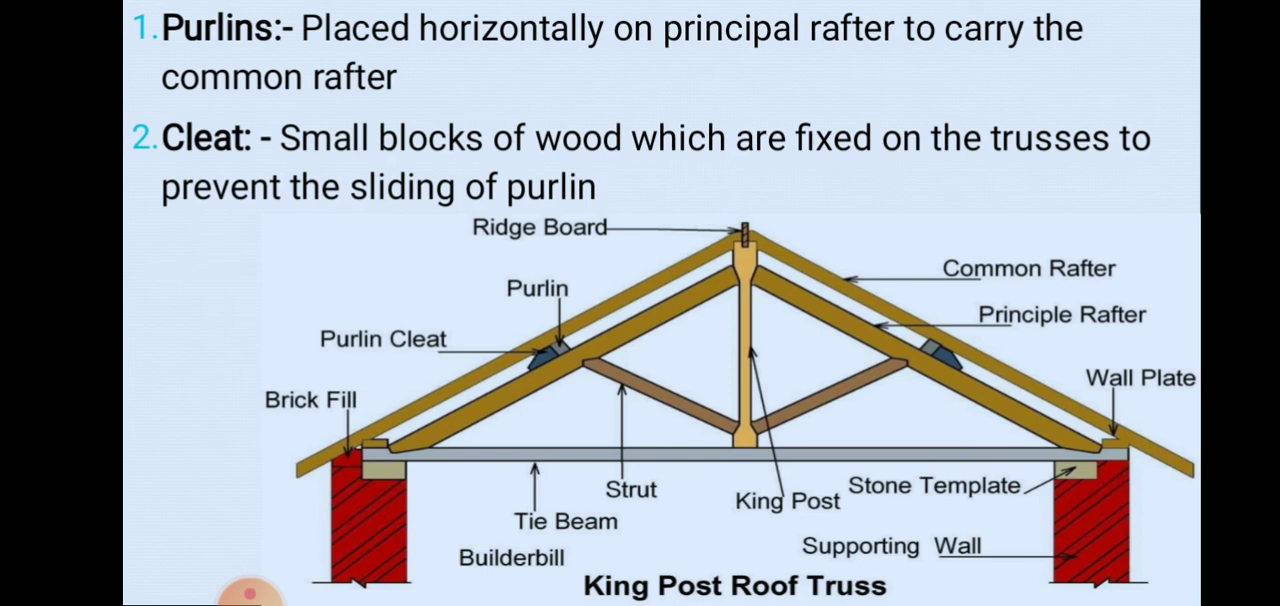 1. Purlins:- Placed horizontally on principal rafter to carry the
common rafter
2. Cleat: - Small blocks of wood which are fixed on the trusses to
prevent the sliding of purlin
Ridge Board
Common Rafter
Purlin
Principle Rafter
Purlin Cleat
Wall Plate
Brick Fill
Strut
King Post
Stone Template
Tie Beam
Supporting Wall
Builderbill
King Post Roof Truss